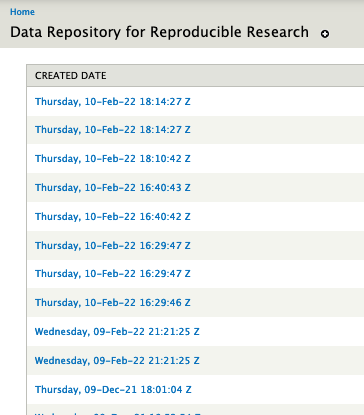 Home
Data Repository for Reproducible Research
CREATED DATE
Thursday, 10-Feb-22 18:14:27 Z
Thursday, 10-Feb-22 18:14:27 Z
Thursday, 10-Feb-22 18:10:42 Z
Thursday, 10-Feb-22 16:40:43 Z
Thursday, 10-Feb-22 16:40:42 Z
Thursday, 10-Feb-22 16:29:47 Z
Thursday, 10-Feb-22 16:29:47 Z
Thursday, 10-Feb-22 16:29:46 Z
Wednesday, 09-Feb-22 21:21:25 Z
Wednesday, 09-Feb-22 21:21:25 Z
Thursday, 09-Dec-21 18:01:04 Z